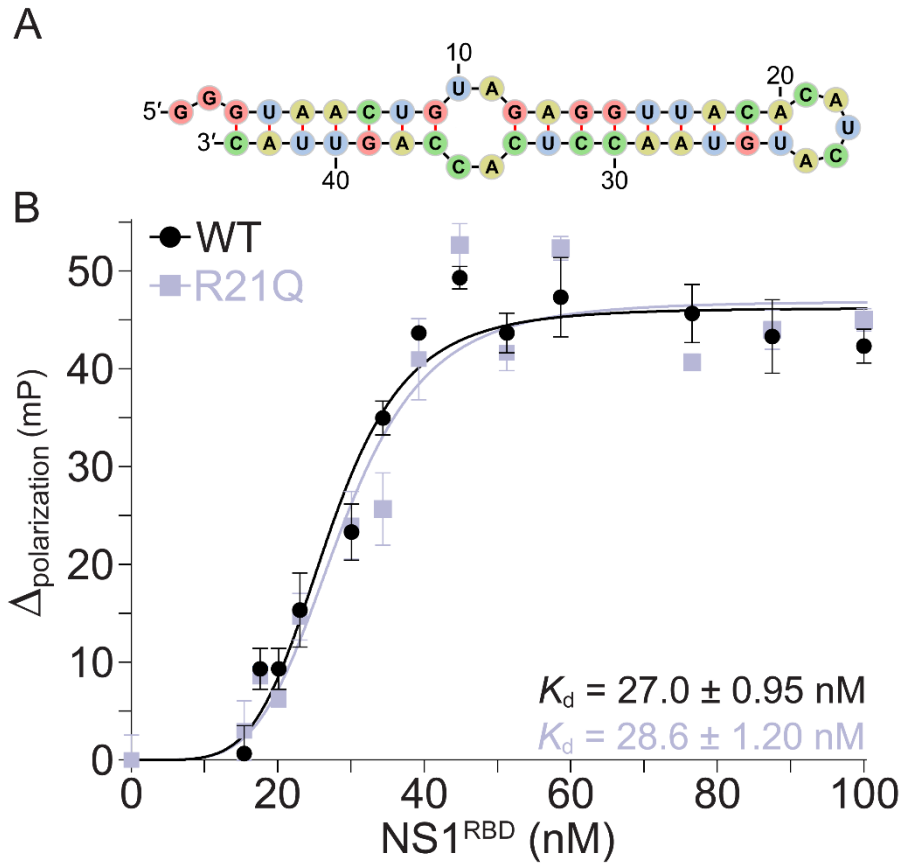 A
10
20
5′ G G G U A A C U G U A G A G G U U A C A C A U
3′ C A U U G A C C A C U C C A A U G U A C
40
30
B
WT
R21Q
50
40
30
20
10
0
Δpolarization (mP)
Kd = 27.0 ± 0.95 nM
Kd = 28.6 ± 1.20 nM
0 20 40 60 80 100
NS1RBD (nM)